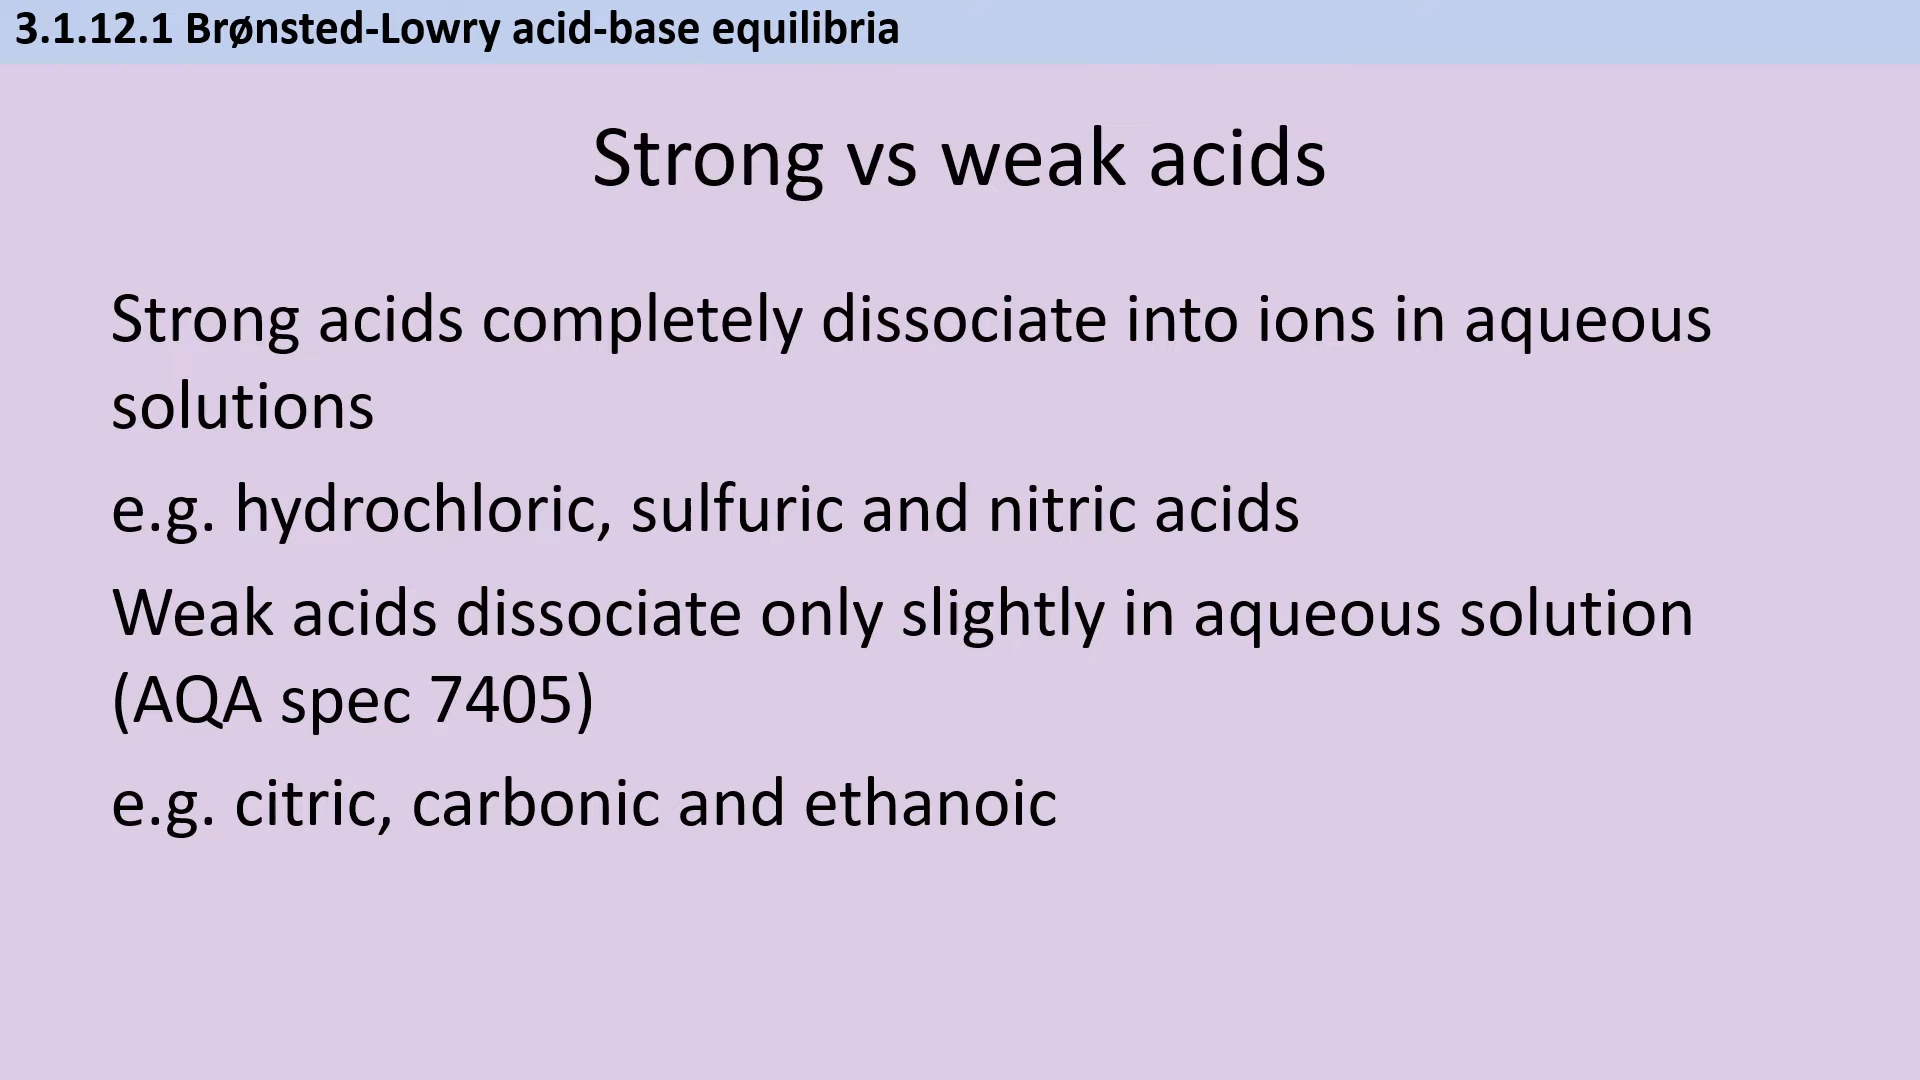 3.1.12.1 Brønsted-Lowry acid-base equilibria
Strong vs weak acids
Strong acids completely dissociate into ions in aqueous
solutions
e.g. hydrochloric, sulfuric and nitric acids
Weak acids dissociate only slightly in aqueous solution
(AQA spec 7405)
e.g. citric, carbonic and ethanoic